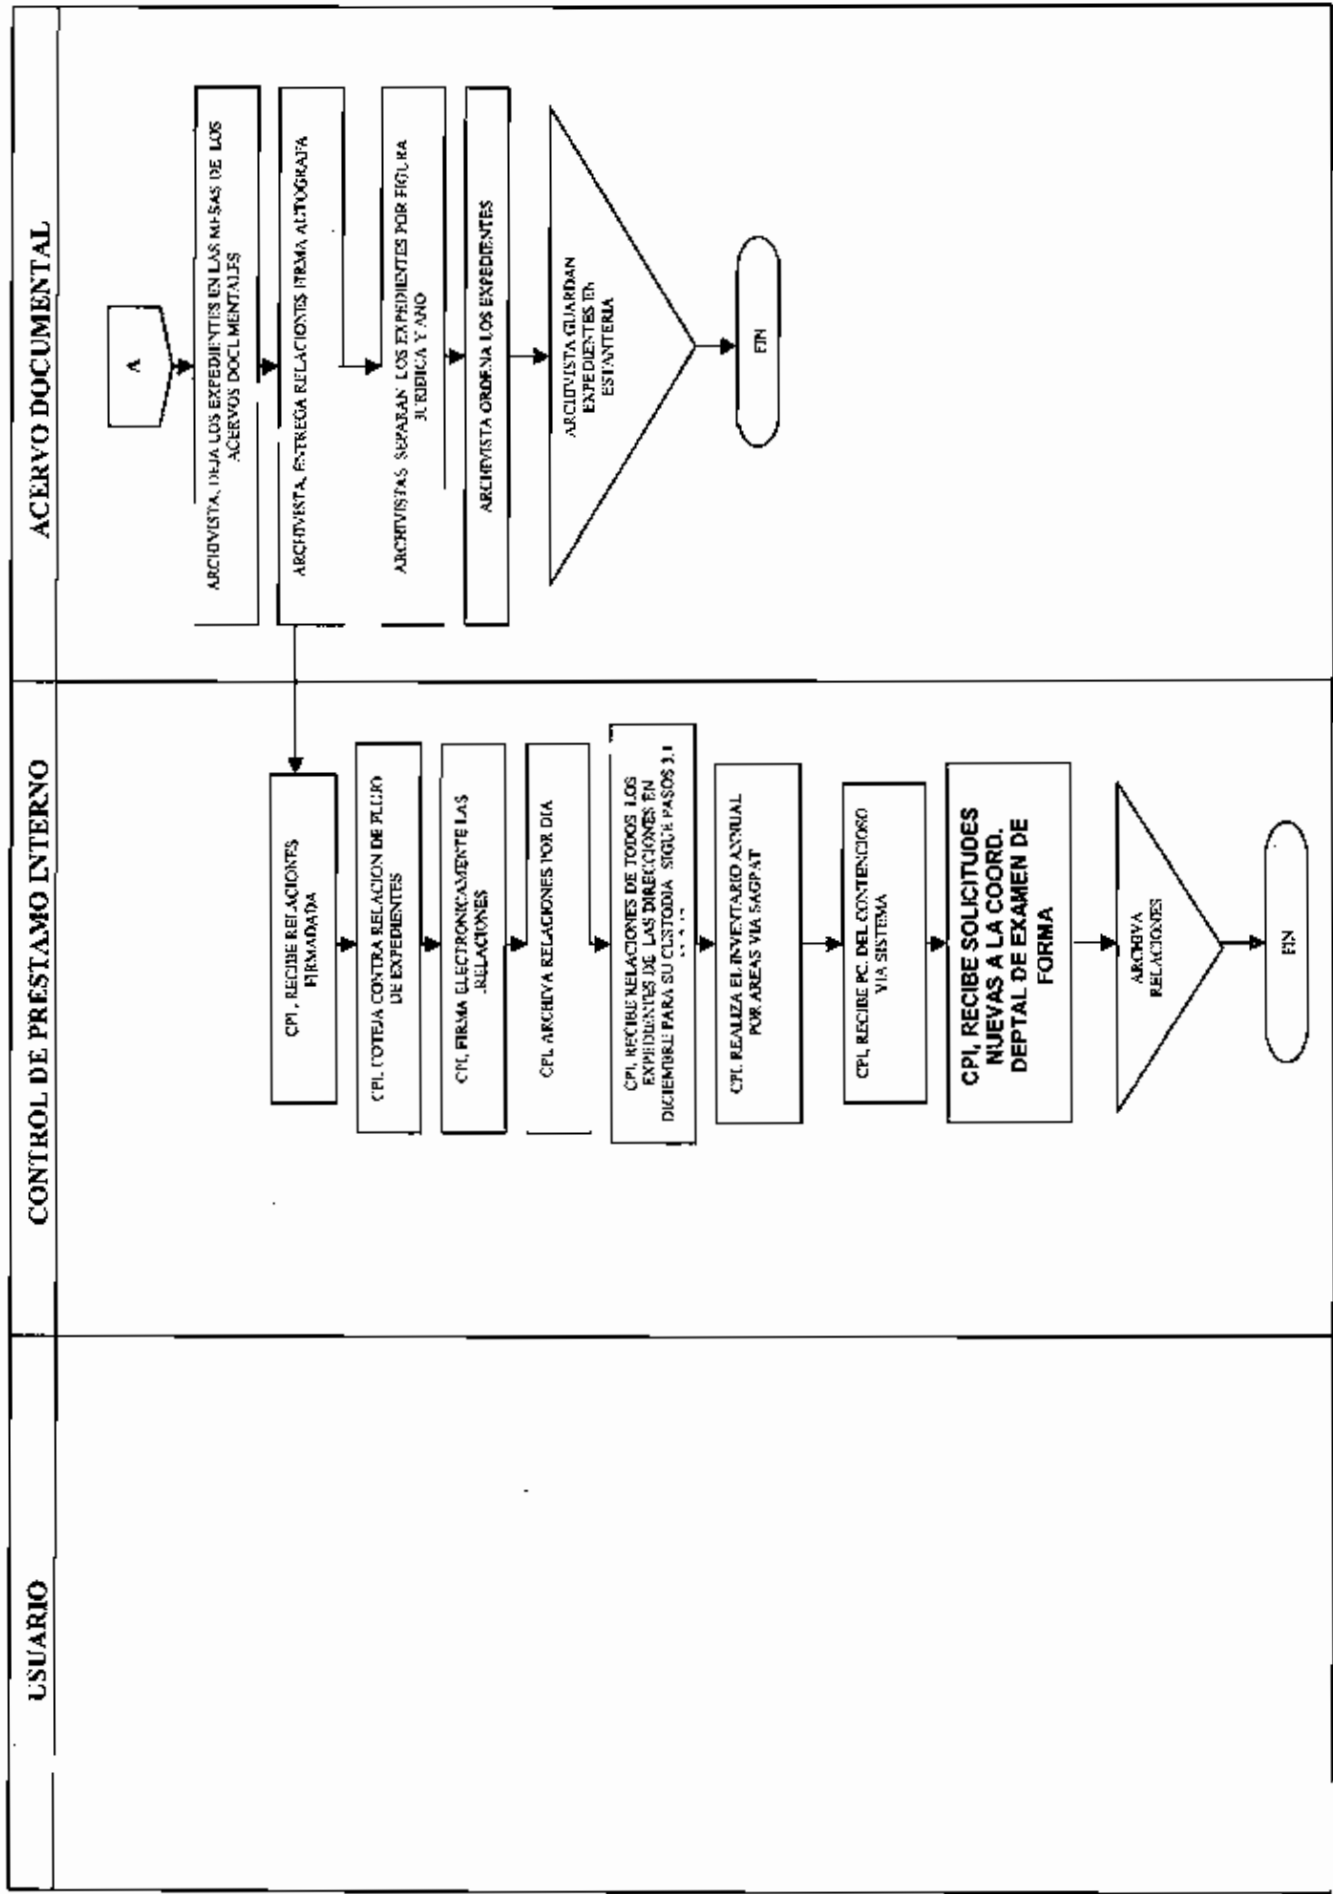 USUARIO
CONTROL DE PRESTAMO INTERNO
ACERVO DOCUMENTAL
A
ARCHIVISTA, DEJA LOS EXPEDIENTES EN LAS MESAS DE LOS
ACERVOS DOCUMENTALES
ARCHIVISTA, ENTREGA RELACIONES FIRMA AUTOGRAFA
ARCHIVISTAS SEPARAN LOS EXPEDIENTES POR FIGURA
JURIDICA Y ANO
ARCHIVISTA ORDENA LOS EXPEDIENTES
ARCHIVISTA GUARDAN
EXPEDIENTES EN
ESTANTERIA
FIN
CPI, RECIBE RELACIONES
FIRMADADA
CPI, COTEJA CONTRA RELACION DE FLUJO
DE EXPEDIENTES
CPI, FIRMA ELECTRONICAMENTE LAS
RELACIONES
CPI, ARCHIVA RELACIONES POR DIA
CPI, RECIBE RELACIONES DE TODOS LOS
EXPEDIENTES DE LAS DIRECCIONES EN
DICIEMBRE PARA SU CUSTODIA SIGUE PASOS 3.1
CPI, REALIZA EL INVENTARIO ANNUAL
POR AREAS VIA SAGPAT
CPI, RECIBE PC. DEL CONTENCIOSO
VIA SISTEMA
CPI, RECIBE SOLICITUDES
NUEVAS A LA COORD.
DEPTAL DE EXAMEN DE
FORMA
ARCHIVA
RELACIONES
FIN